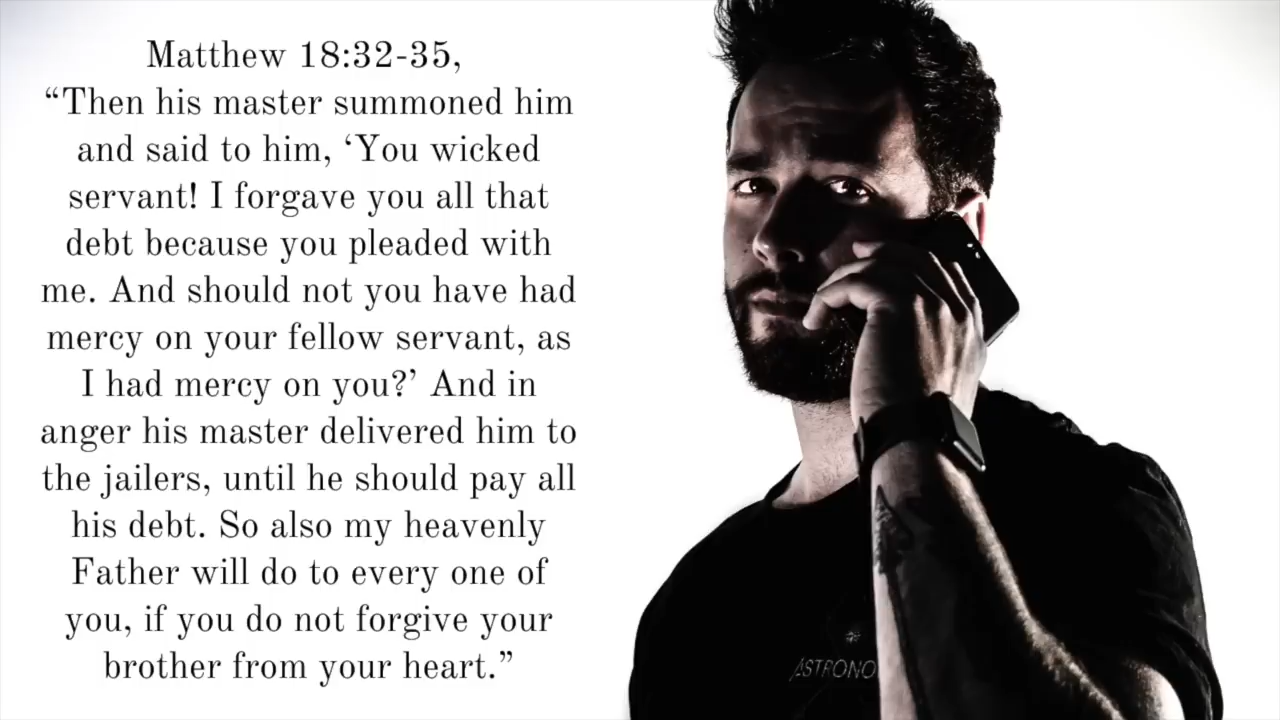 Matthew 18:32-35,
“Then his master summoned him
and said to him, ‘You wicked
servant! I forgave you all that
debt because you pleaded with
me. And should not you have had
mercy on your fellow servant, as
I had mercy on you?’ And in
anger his master delivered him to
the jailers, until he should pay all
his debt. So also my heavenly
Father will do to every one of
you, if you do not forgive your
brother from your heart.”
ASTRONO